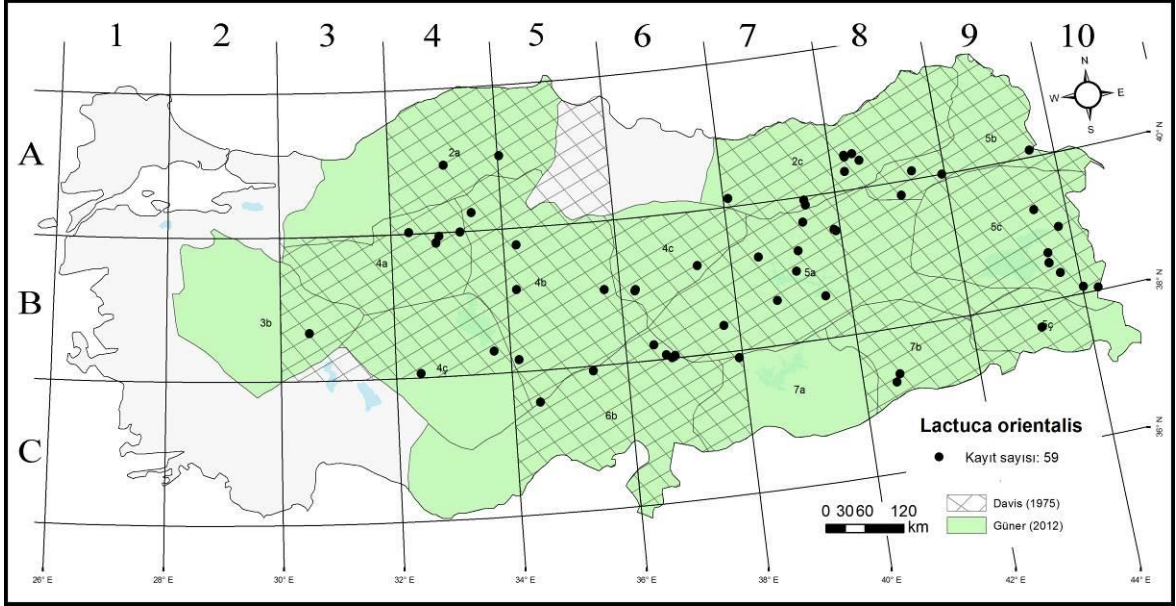 1 2 3 4 5 6 7 8 9 10
N
W E
S
A
B
C
40° N
38° N
36° N
2a
2c
5b
5c
4a
4b
4c
5a
3b
4ç
5ç
7b
7a
6b
Lactuca orientalis
Kayıt sayısı: 59
Davis (1975)
Güner (2012)
0 30 60 120
km
26° E 28° E 30° E 32° E 34° E 36° E 38° E 40° E 42° E 44° E